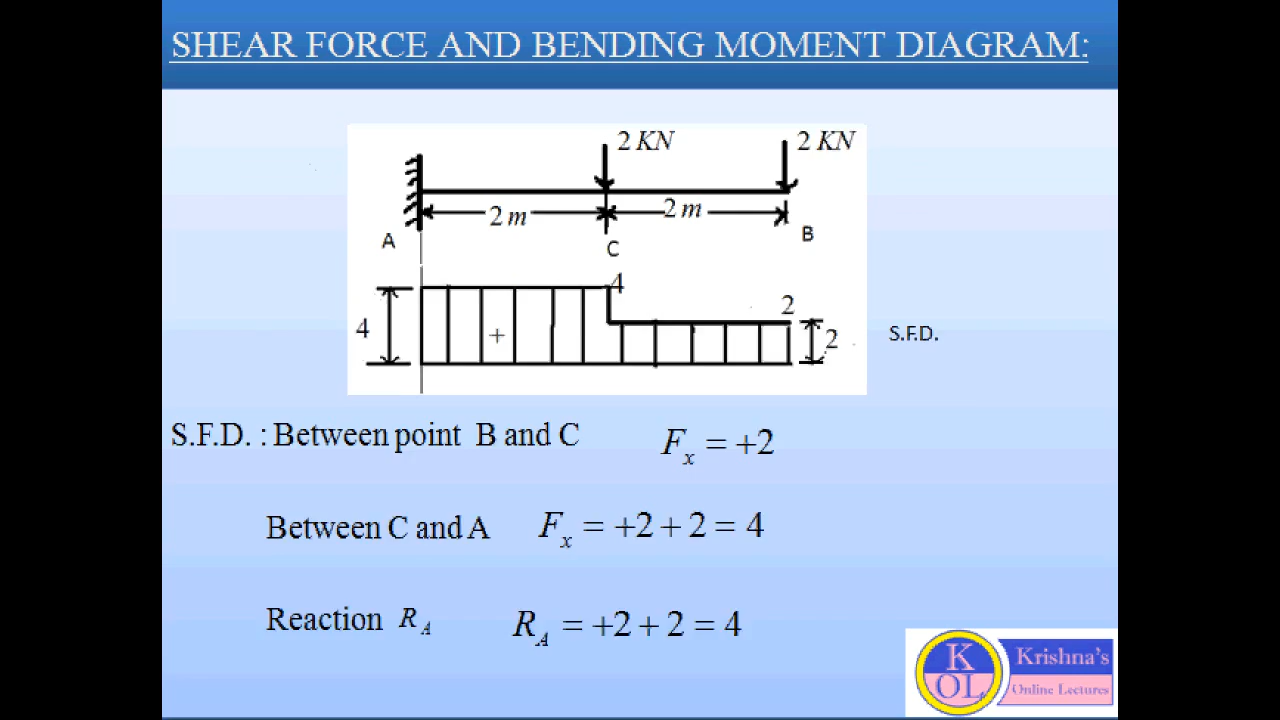 SHEAR FORCE AND BENDING MOMENT DIAGRAM:
2 KN 2 KN
2 m 2 m
A C B
4 + 4 2 2
S.F.D.
S.F.D. : Between point B and C F_x = +2
Between C and A F_x = +2 + 2 = 4
Reaction R_A R_A = +2 + 2 = 4
K
OL
Krishna's
Online Lectures